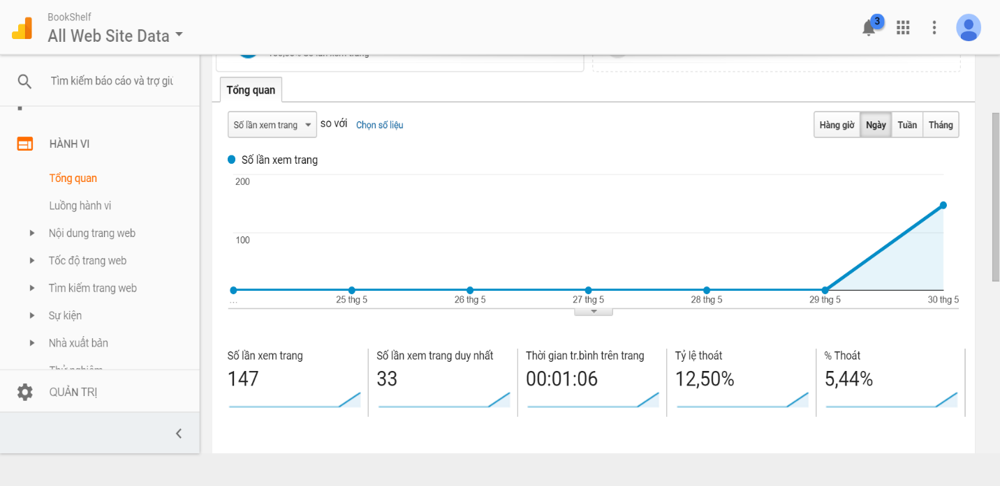 BookShelf
All Web Site Data
3
Tìm kiếm báo cáo và trợ giú
HÀNH VI
Tổng quan
Luồng hành vi
Nội dung trang web
Tốc độ trang web
Tìm kiếm trang web
Sự kiện
Nhà xuất bản
Thử nghiệm
QUẢN TRỊ
Tổng quan
Số lần xem trang so với Chọn số liệu
Hàng giờ Ngày Tuần Tháng
Số lần xem trang
200
100
... 25 thg 5 26 thg 5 27 thg 5 28 thg 5 29 thg 5 30 thg 5
Số lần xem trang
147
Số lần xem trang duy nhất
33
Thời gian tr.bình trên trang
00:01:06
Tỷ lệ thoát
12,50%
% Thoát
5,44%